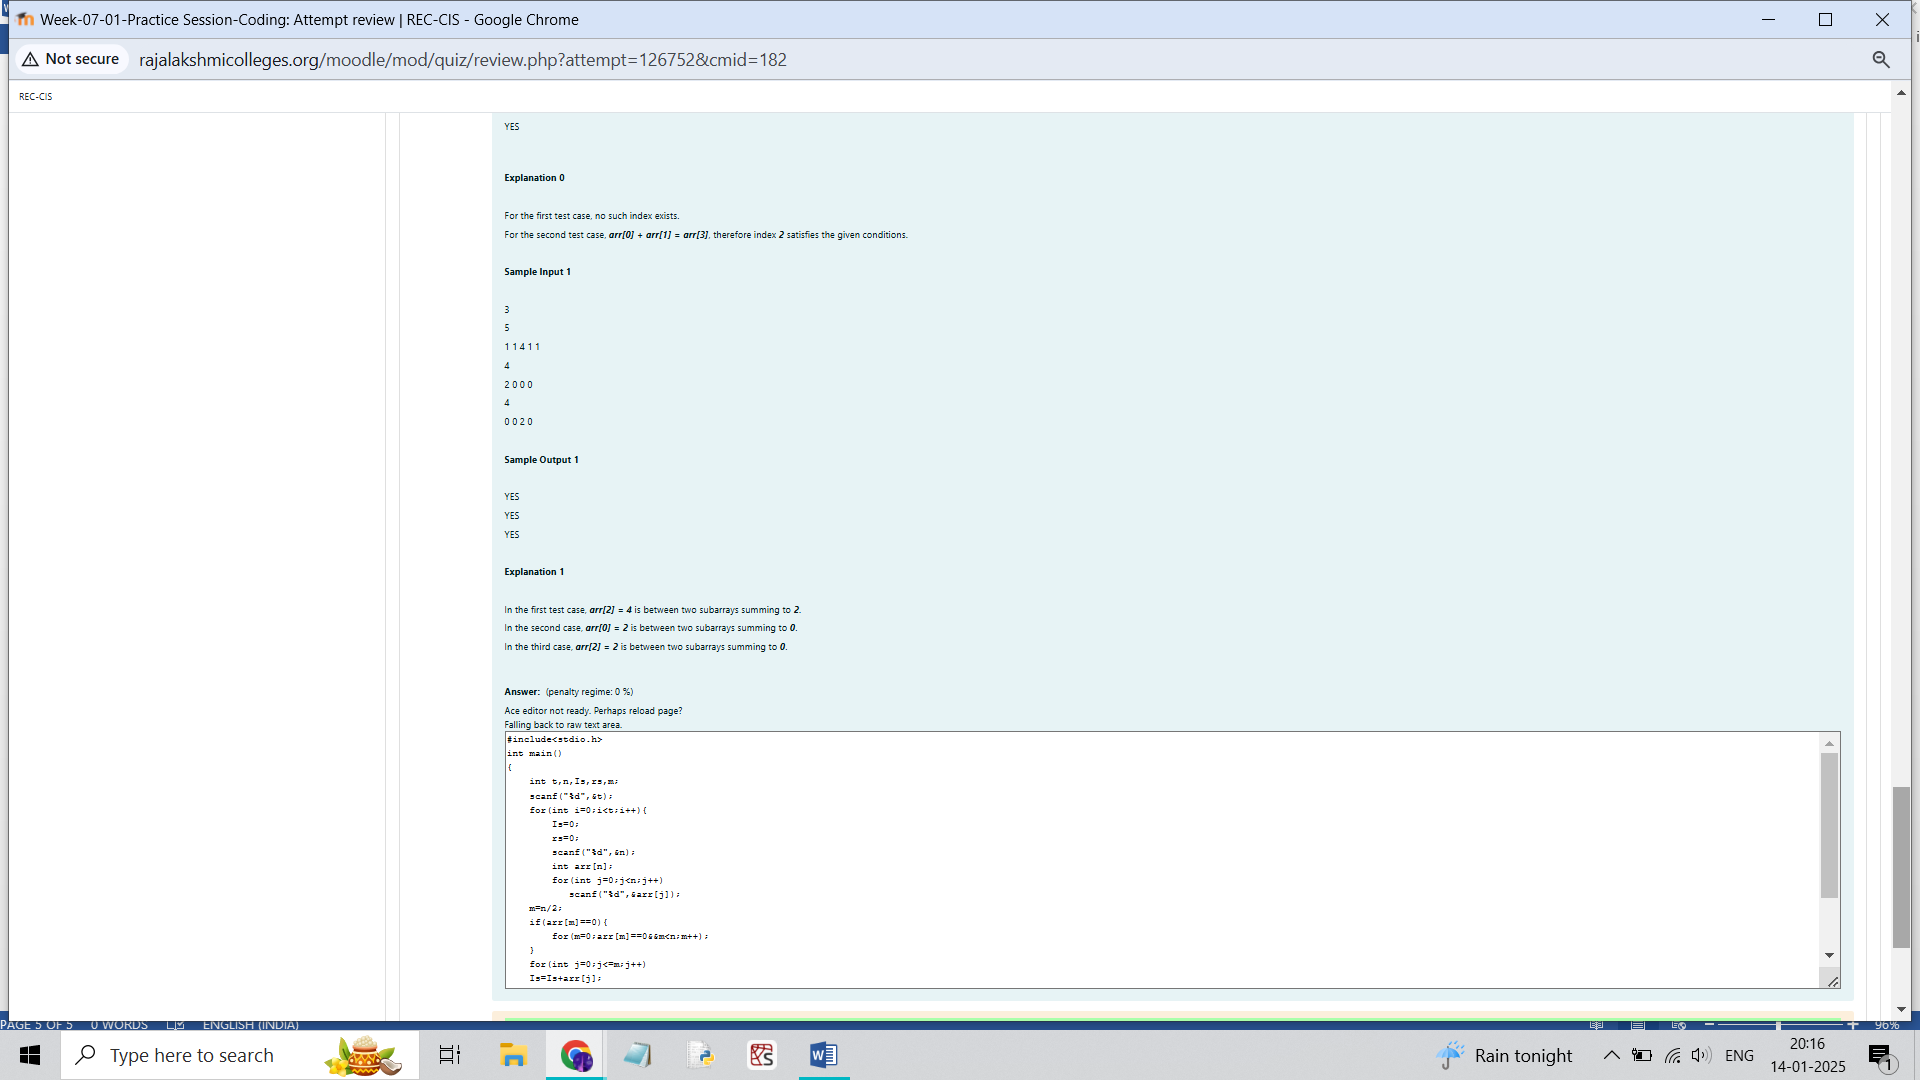 Week-07-01-Practice Session-Coding: Attempt review | REC-CIS - Google Chrome
Not secure
rajalakshmicolleges.org/moodle/mod/quiz/review.php?attempt=126752&cmid=182
REC-CIS
YES
Explanation 0
For the first test case, no such index exists.
For the second test case, arr[0] + arr[1] = arr[3], therefore index 2 satisfies the given conditions.
Sample Input 1
3
5
1 1 4 1 1
4
2 0 0 0
4
0 0 2 0
Sample Output 1
YES
YES
YES
Explanation 1
In the first test case, arr[2] = 4 is between two subarrays summing to 2.
In the second case, arr[0] = 2 is between two subarrays summing to 0.
In the third case, arr[2] = 2 is between two subarrays summing to 0.
Answer: (penalty regime: 0 %)
Ace editor not ready. Perhaps reload page?
Falling back to raw text area.
#include<stdio.h>
int main()
{
int t,n,Is,rs,m;
scanf("%d",&t);
for(int i=0;i<t;i++){
Is=0;
rs=0;
scanf("%d",&n);
int arr[n];
for(int j=0;j<n;j++)
scanf("%d",&arr[j]);
m=n/2;
if(arr[m]==0){
for(m=0;arr[m]==0&&m<n;m++);
}
for(int j=0;j<=m;j++)
Is=Is+arr[j];
PAGE 5 OF 5 0 WORDS ENGLISH (INDIA) 96%
Type here to search
Rain tonight
ENG
20:16
14-01-2025
1